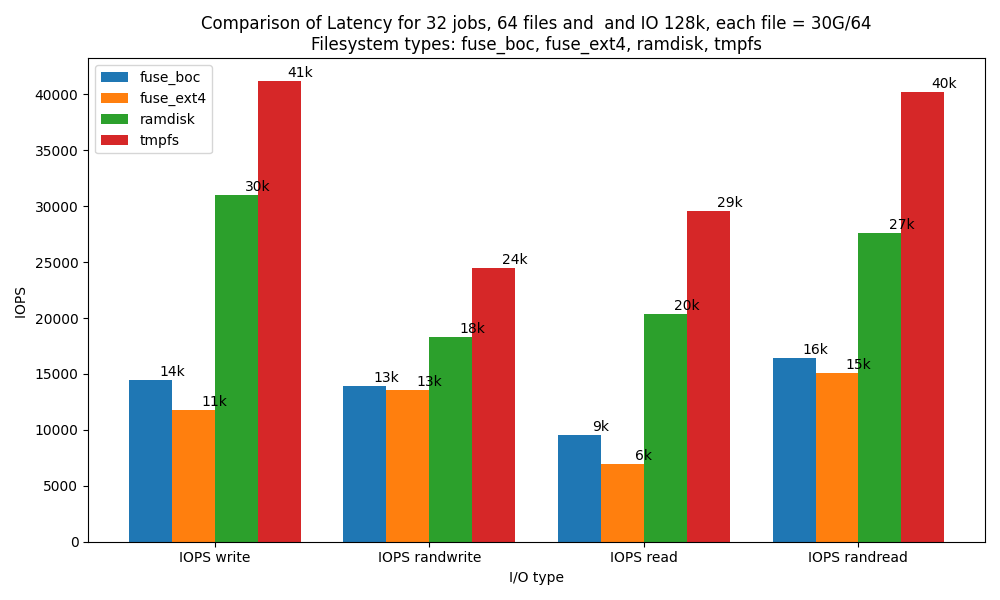 Comparison of Latency for 32 jobs, 64 files and  and IO 128k, each file = 30G/64
Filesystem types: fuse_boc, fuse_ext4, ramdisk, tmpfs
fuse_boc
fuse_ext4
ramdisk
tmpfs
IOPS
40000
35000
30000
25000
20000
15000
10000
5000
0
14k
11k
30k
41k
13k
13k
18k
24k
9k
6k
20k
29k
16k
15k
27k
40k
IOPS write
IOPS randwrite
IOPS read
IOPS randread
I/O type